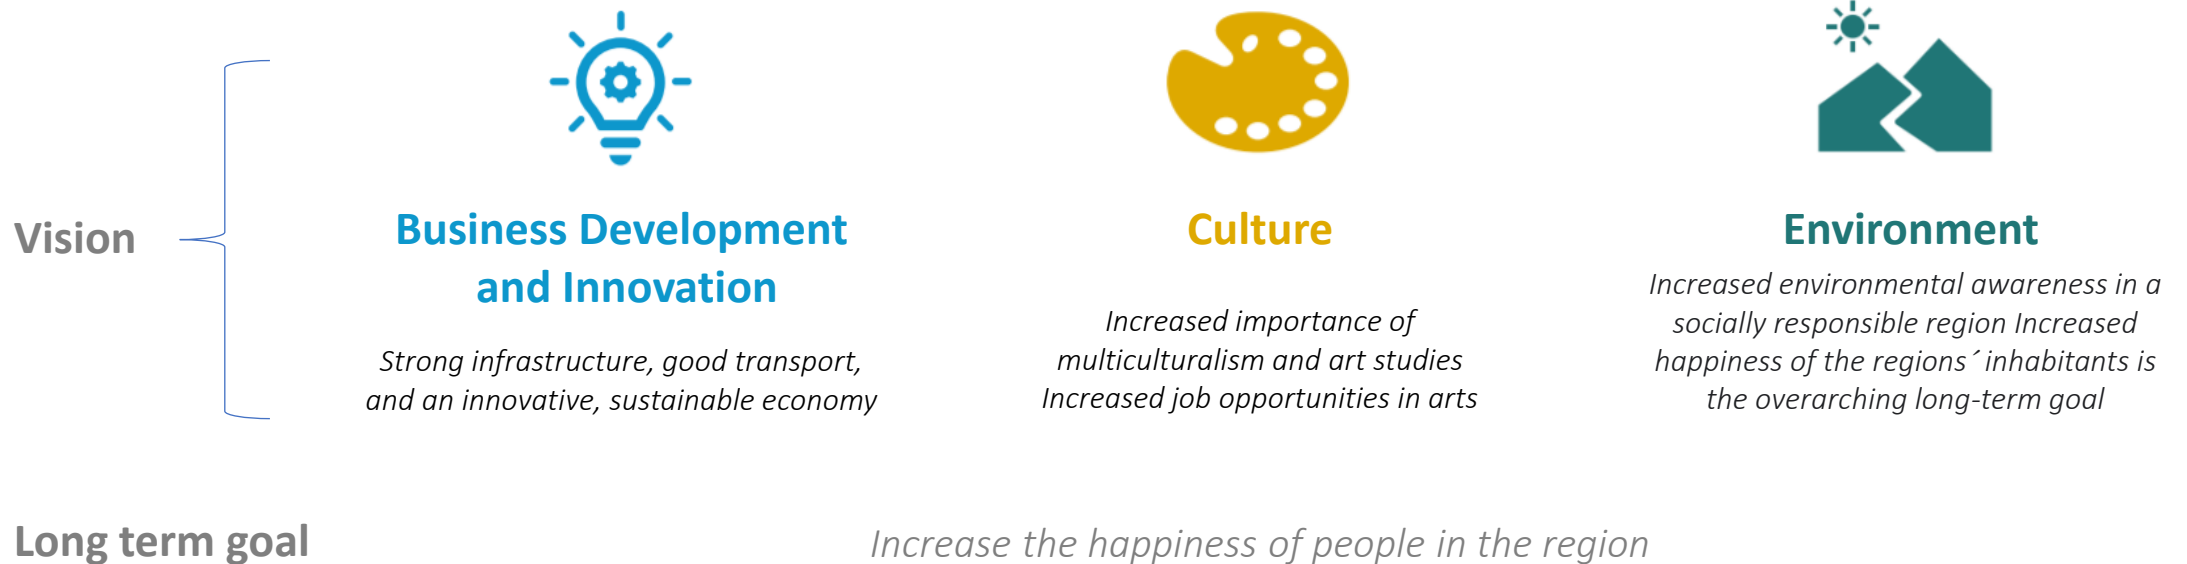 Vision
Business Development
and Innovation
Strong infrastructure, good transport,
and an innovative, sustainable economy
Culture
Increased importance of
multiculturalism and art studies
Increased job opportunities in arts
Environment
Increased environmental awareness in a
socially responsible region Increased
happiness of the regions´ inhabitants is
the overarching long-term goal
Long term goal
Increase the happiness of people in the region